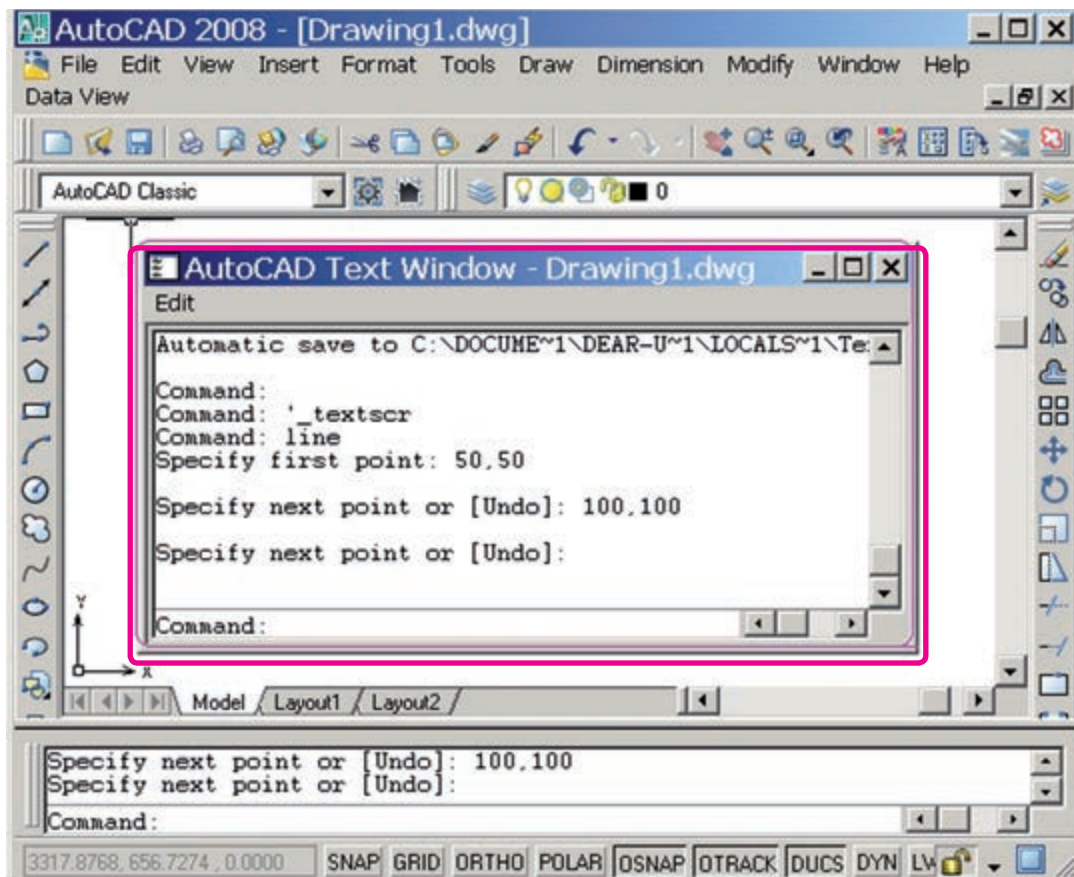 AutoCAD 2008 - [Drawing1.dwg]
File Edit View Insert Format Tools Draw Dimension Modify Window Help
Data View
AutoCAD Classic
0
AutoCAD Text Window - Drawing1.dwg
Edit
Automatic save to C:\DOCUME~1\DEAR-U~1\LOCALS~1\Te
Command:
Command: '_textscr
Command: line
Specify first point: 50,50
Specify next point or [Undo]: 100,100
Specify next point or [Undo]:
Command:
Y
X
Model Layout1 Layout2
Specify next point or [Undo]: 100,100
Specify next point or [Undo]:
Command:
3317.8768, 656.7274 , 0.0000 SNAP GRID ORTHO POLAR OSNAP OTRACK DUCS DYN LW